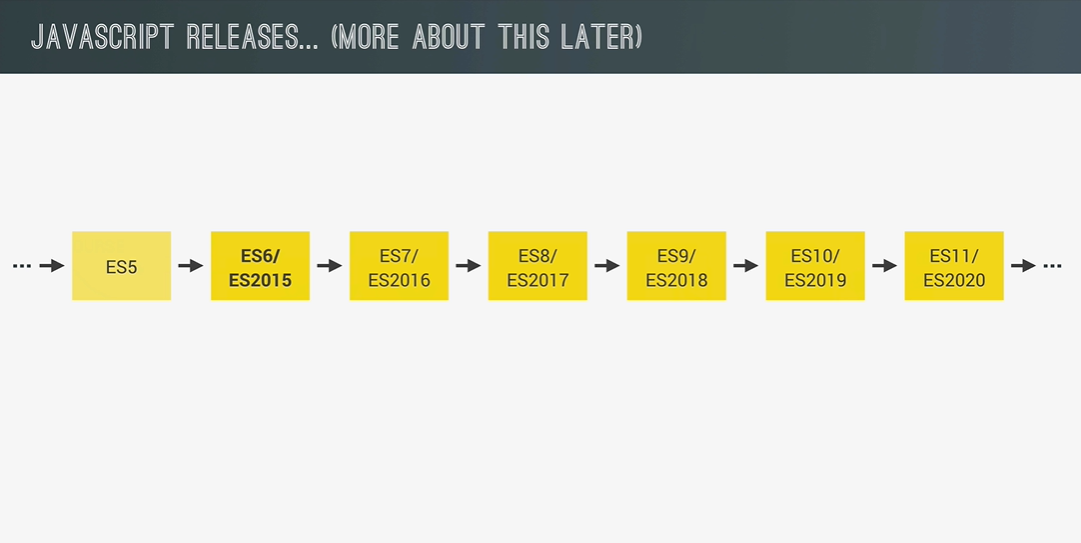 JAVASCRIPT RELEASES... (MORE ABOUT THIS LATER)
...
ES5
ES6/
ES2015
ES7/
ES2016
ES8/
ES2017
ES9/
ES2018
ES10/
ES2019
ES11/
ES2020
...